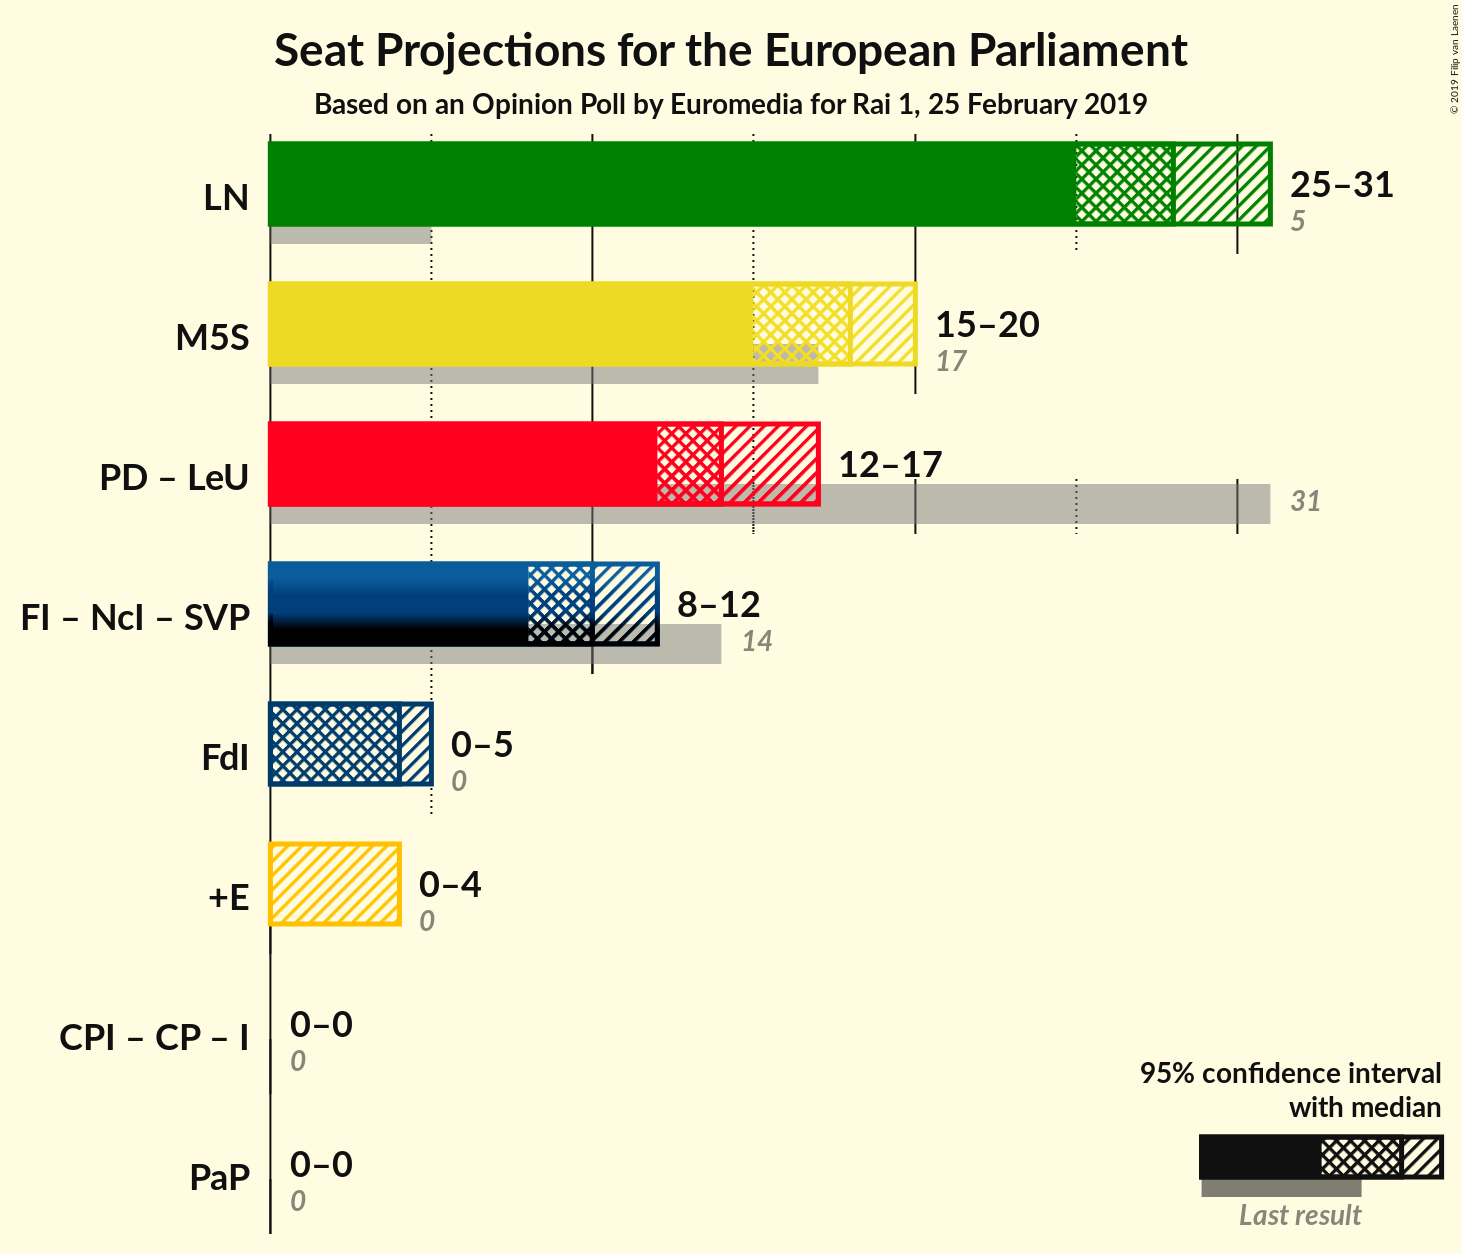 Seat Projections for the European Parliament
Based on an Opinion Poll by Euromedia for Rai 1, 25 February 2019
© 2019 Filip van Laenen
LN
25–31
5
M5S
15–20
17
PD – LeU
12–17
31
FI – NcI – SVP
8–12
14
FdI
0–5
0
+E
0–4
0
CPI – CP – I
0–0
0
PaP
0–0
0
95% confidence interval
with median
Last result